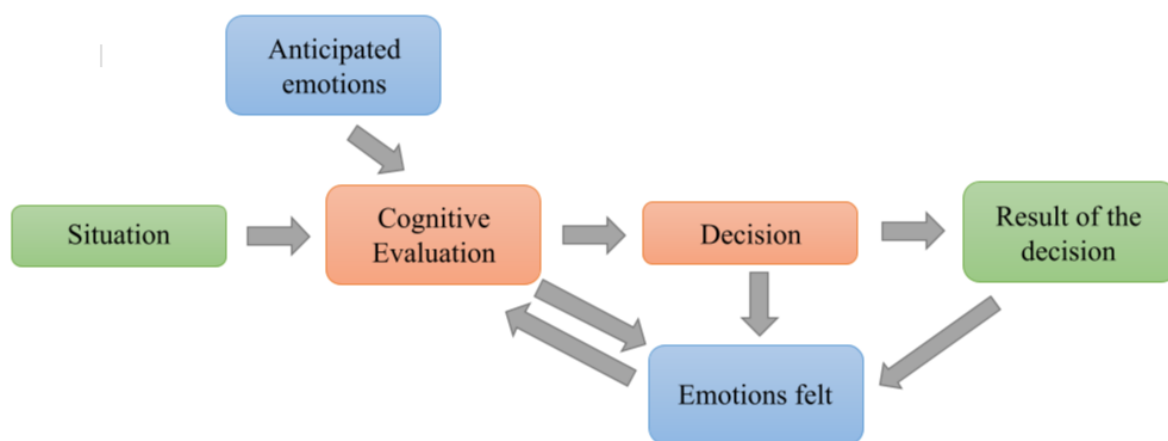 Anticipated
emotions
Situation
Cognitive
Evaluation
Decision
Result of the
decision
Emotions felt